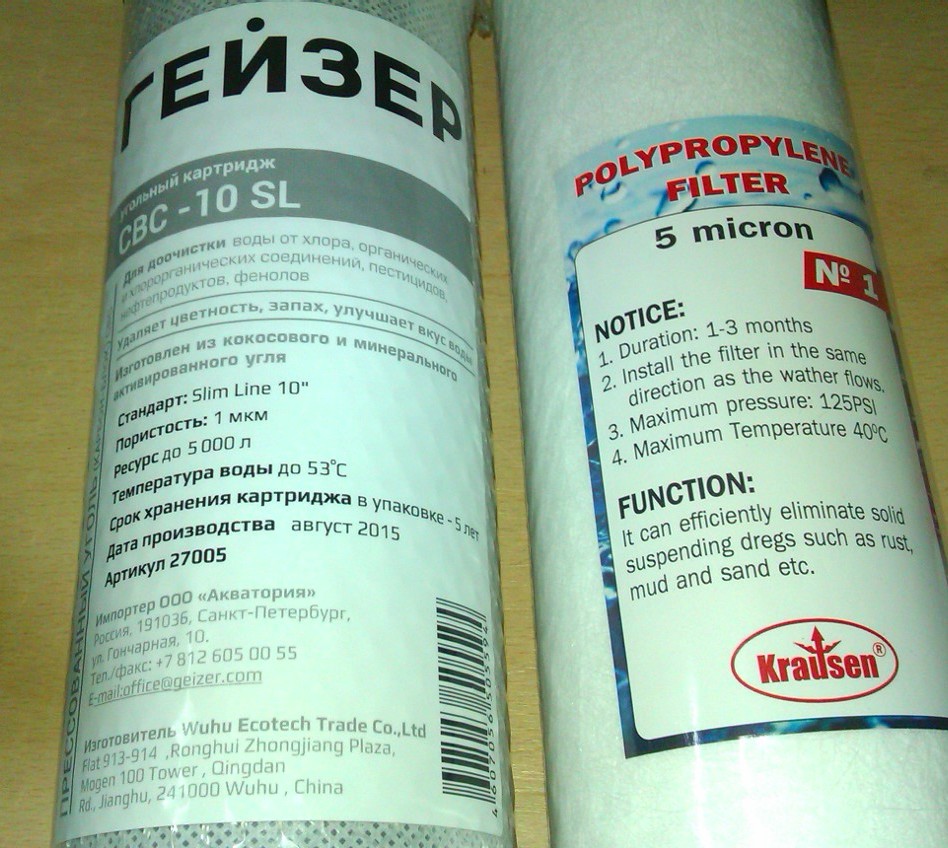 ГЕЙЗЕР
угольный картридж
СВС -10 SL
Для доочистки воды от хлора, органических
и хлорорганических соединений, пестицидов,
нефтепродуктов, фенолов
Удаляет цветность, запах, улучшает вкус воды
Изготовлен из кокосового и минерального
активированного угля
Стандарт: Slim Line 10"
Пористость: 1 мкм
Ресурс до 5 000 л
Температура воды до 53°С
Срок хранения картриджа в упаковке - 5 лет
Дата производства август 2015
Артикул 27005
Импортер ООО «Акватория»
Россия, 191036, Санкт-Петербург,
ул. Гончарная, 10.
Тел./факс: +7 812 605 00 55
E-mail:office@geizer.com
Изготовитель Wuhu Ecotech Trade Co.,Ltd
Flat 913-914 ,Ronghui Zhongjiang Plaza,
Mogen 100 Tower , Qingdan
Rd., Jianghu, 241000 Wuhu , China
ПРЕССОВАННЫЙ УГОЛЬ
POLYPROPYLENE
FILTER
5 micron
№ 1
NOTICE:
1. Duration: 1-3 months
2. Install the filter in the same
direction as the wather flows.
3. Maximum pressure: 125PSI
4. Maximum Temperature 40ºC
FUNCTION:
It can efficiently eliminate solid
suspending dregs such as rust,
mud and sand etc.
Krausen®